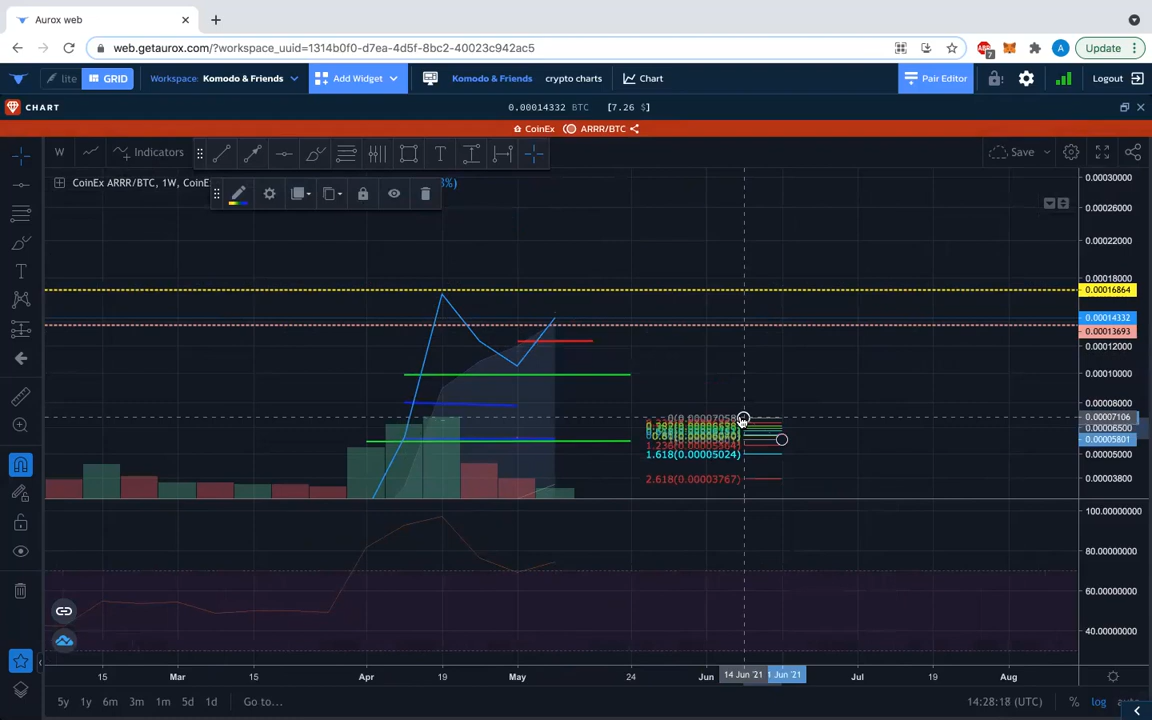 Aurox web
web.getaurox.com/?workspace_uuid=1314b0f0-d7ea-4d5f-8bc2-40023c942ac5
7
A
Update
lite
GRID
Workspace: Komodo & Friends
Add Widget
Komodo & Friends
crypto charts
Chart
Pair Editor
Logout
CHART
0.00014332 BTC [7.26 $]
CoinEx
ARRR/BTC
W
Indicators
T
Save
CoinEx ARRR/BTC, 1W, CoinE
%)
0.00030000
0.00026000
0.00022000
0.00018000
0.00016864
0.00014332
0.00013693
0.00012000
0.00010000
0.00008000
0.00007106
0.00006500
0.00005801
0.00005000
0.00003800
1.618(0.00005024)
2.618(0.00003767)
100.00000000
80.00000000
60.00000000
40.00000000
15
Mar
15
Apr
19
May
24
Jun
14 Jun '21
Jun '21
Jul
19
Aug
5y
1y
6m
3m
1m
5d
1d
Go to...
14:28:18 (UTC)
%
log